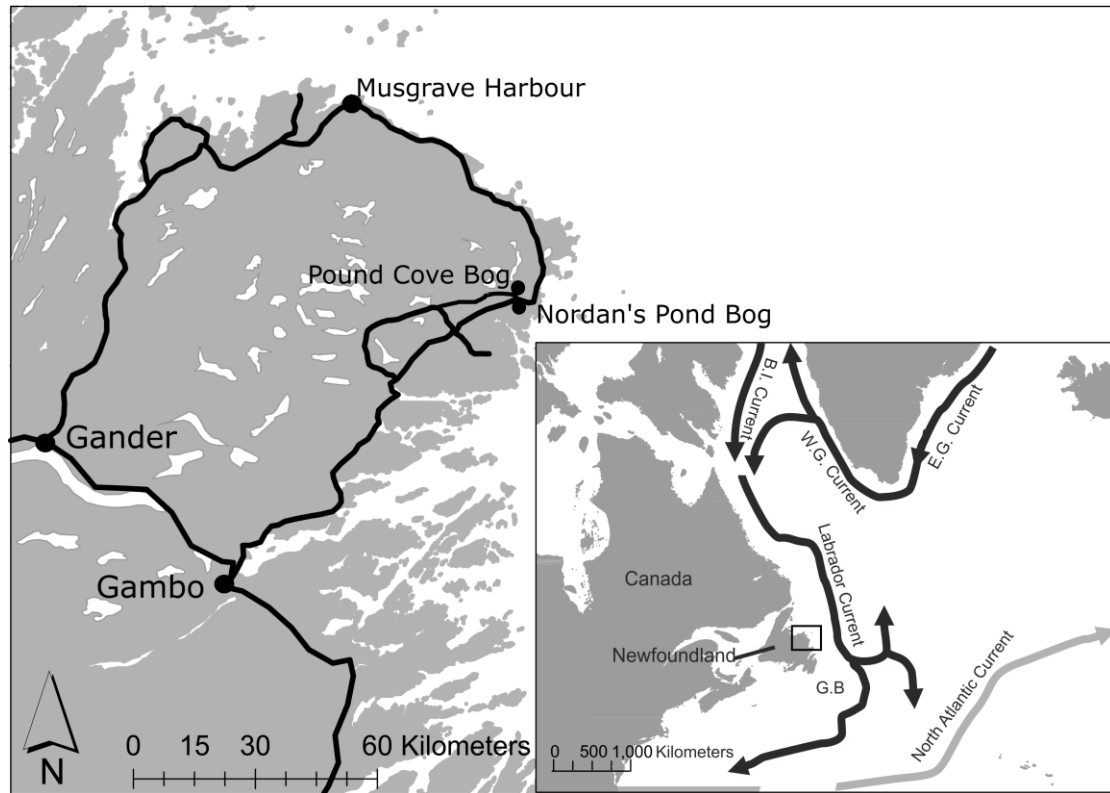 Musgrave Harbour
Pound Cove Bog
Nordan's Pond Bog
Gander
Gambo
N
0 15 30 60 Kilometers
B.I. Current
W.G. Current
E.G. Current
Labrador Current
Canada
Newfoundland
G.B
North Atlantic Current
0 500 1,000 Kilometers